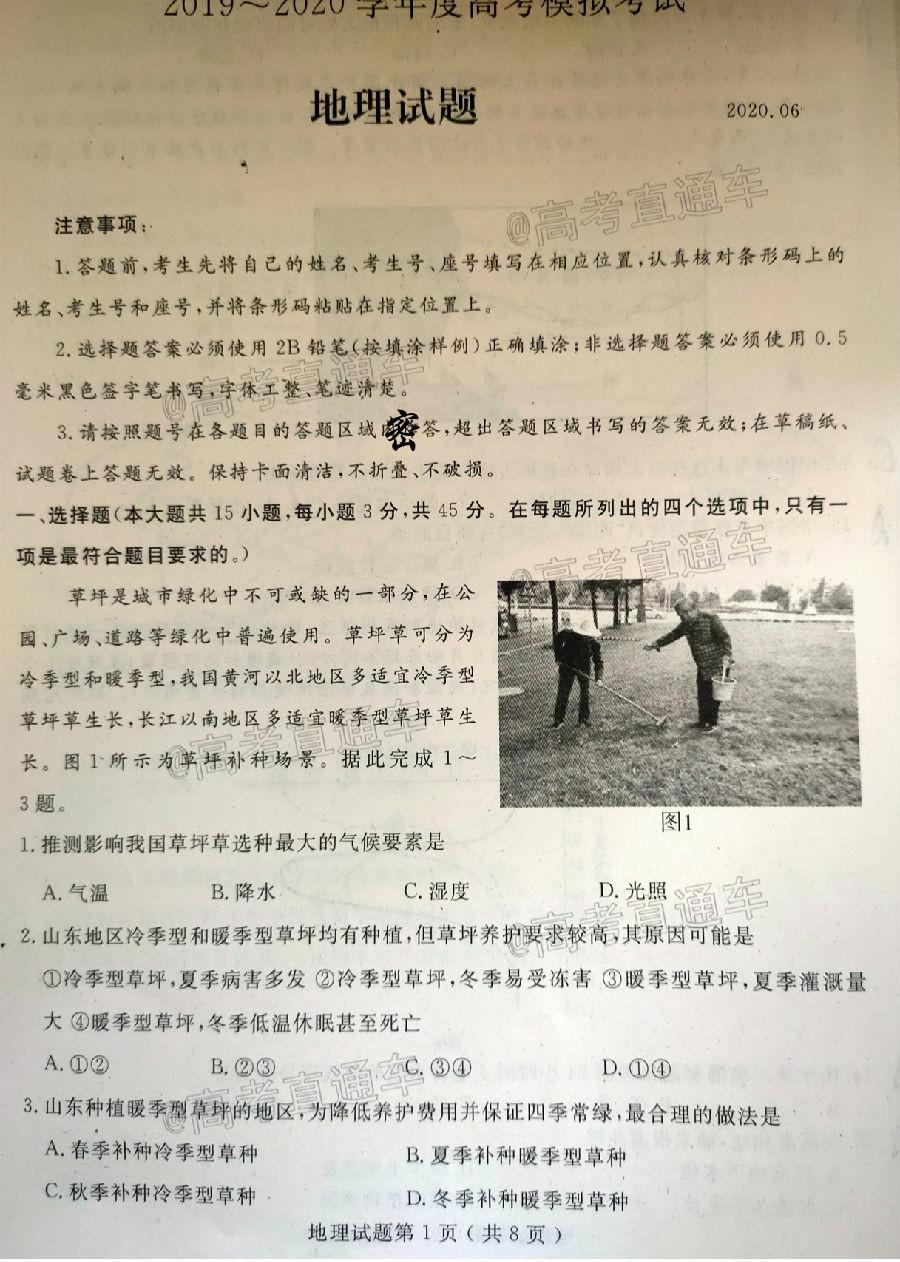 2019～2020学年度高考模拟考试
地理试题
2020.06
@高考直通车
注意事项:
1.答题前,考生先将自己的姓名、考生号、座号填写在相应位置,认真核对条形码上的
姓名、考生号和座号,并将条形码粘贴在指定位置上。
2.选择题答案必须使用2B铅笔(按填涂样例)正确填涂;非选择题答案必须使用0.5
毫米黑色签字笔书写,字体工整、笔迹清楚。
@高考直通车
3.请按照题号在各题目的答题区域密答,超出答题区域书写的答案无效;在草稿纸、
试题卷上答题无效。保持卡面清洁,不折叠、不破损。
一、选择题(本大题共15小题,每小题3分,共45分。在每题所列出的四个选项中,只有一
项是最符合题目要求的。)
@高考直通车
草坪是城市绿化中不可或缺的一部分,在公
园、广场、道路等绿化中普遍使用。草坪草可分为
冷季型和暖季型,我国黄河以北地区多适宜冷季型
草坪草生长,长江以南地区多适宜暖季型草坪草生
长。图1所示为草坪补种场景。据此完成1～
3题。
@高考直通车
图1
1.推测影响我国草坪草选种最大的气候要素是
A.气温 B.降水 C.湿度 D.光照
@高考直通车
2.山东地区冷季型和暖季型草坪均有种植,但草坪养护要求较高,其原因可能是
①冷季型草坪,夏季病害多发 ②冷季型草坪,冬季易受冻害 ③暖季型草坪,夏季灌溉量
大 ④暖季型草坪,冬季低温休眠甚至死亡
A.①② B.②③ C.③④ D.①④
@高考直通车
3.山东种植暖季型草坪的地区,为降低养护费用并保证四季常绿,最合理的做法是
A.春季补种冷季型草种 B.夏季补种暖季型草种
C.秋季补种冷季型草种 D.冬季补种暖季型草种
地理试题第1页(共8页)